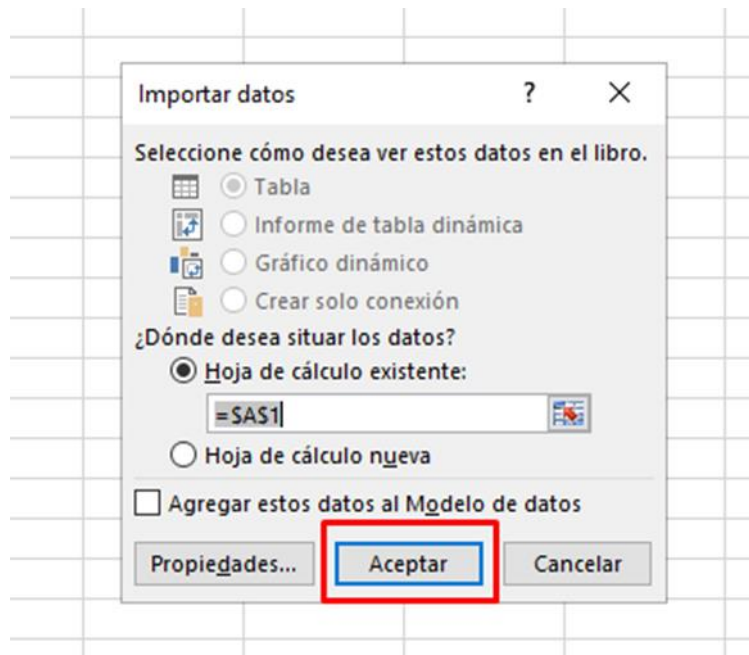 Importar datos ?
Seleccione cómo desea ver estos datos en el libro.
Tabla
Informe de tabla dinámica
Gráfico dinámico
Crear solo conexión
¿Dónde desea situar los datos?
Hoja de cálculo existente:
=$A$1
Hoja de cálculo nueva
Agregar estos datos al Modelo de datos
Propiedades... Aceptar Cancelar